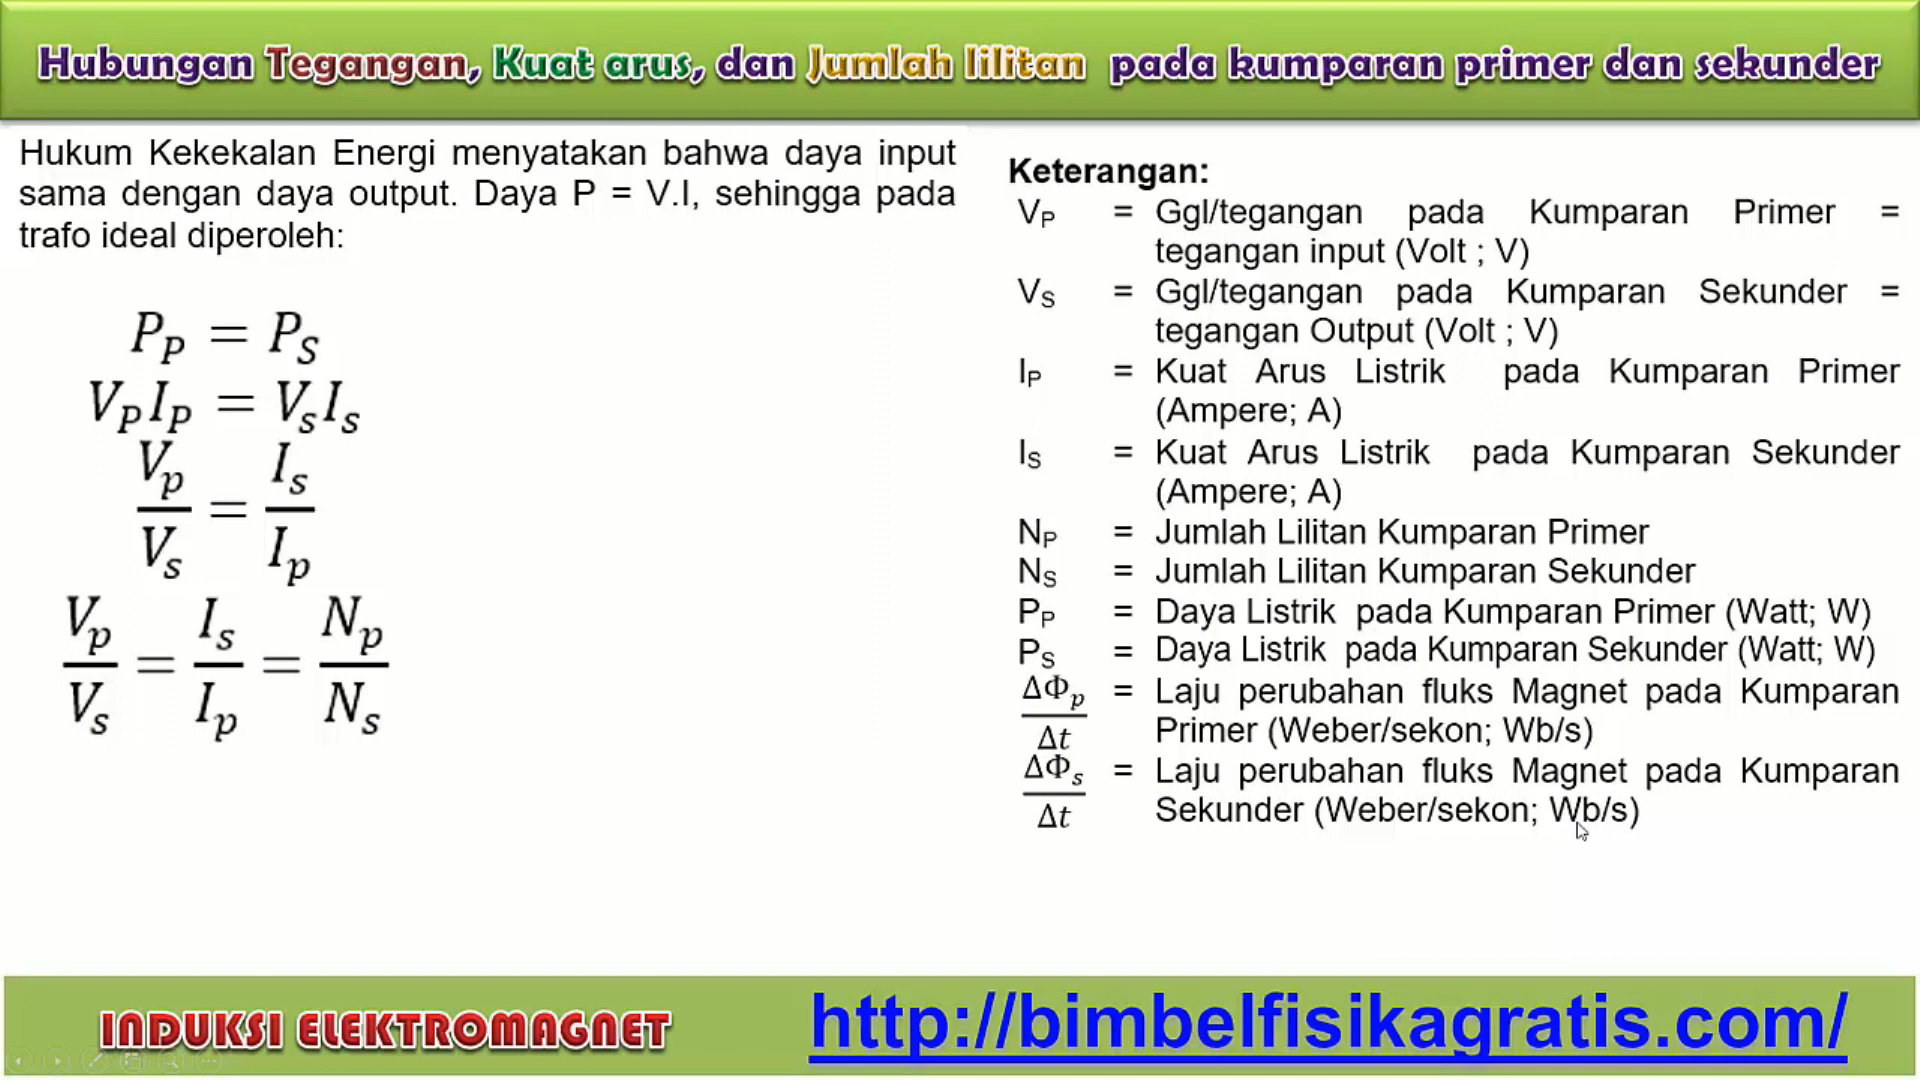 Hubungan Tegangan, Kuat arus, dan Jumlah lilitan pada kumparan primer dan sekunder
Hukum Kekekalan Energi menyatakan bahwa daya input
sama dengan daya output. Daya P = V.I, sehingga pada
trafo ideal diperoleh:
P_P = P_S
V_P I_P = V_s I_s
V_p/V_s = I_s/I_p
V_p/V_s = I_s/I_p = N_p/N_s
Keterangan:
V_P = Ggl/tegangan pada Kumparan Primer =
tegangan input (Volt ; V)
V_S = Ggl/tegangan pada Kumparan Sekunder =
tegangan Output (Volt ; V)
I_P = Kuat Arus Listrik pada Kumparan Primer
(Ampere; A)
I_S = Kuat Arus Listrik pada Kumparan Sekunder
(Ampere; A)
N_P = Jumlah Lilitan Kumparan Primer
N_S = Jumlah Lilitan Kumparan Sekunder
P_P = Daya Listrik pada Kumparan Primer (Watt; W)
P_S = Daya Listrik pada Kumparan Sekunder (Watt; W)
ΔΦ_p/Δt = Laju perubahan fluks Magnet pada Kumparan
Primer (Weber/sekon; Wb/s)
ΔΦ_s/Δt = Laju perubahan fluks Magnet pada Kumparan
Sekunder (Weber/sekon; Wb/s)
INDUKSI ELEKTROMAGNET
http://bimbelfisikagratis.com/